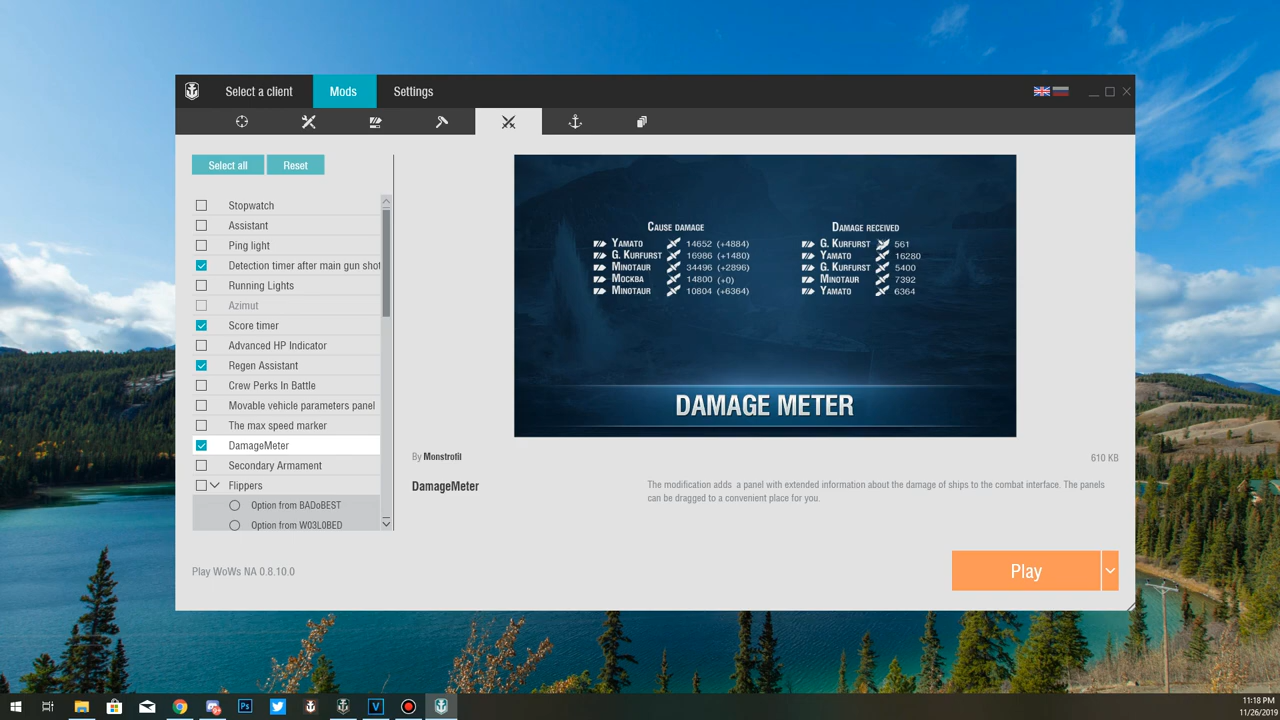 Select a client
Mods
Settings
Select all
Reset
Stopwatch
Assistant
Ping light
Detection timer after main gun shot
Running Lights
Azimut
Score timer
Advanced HP Indicator
Regen Assistant
Crew Perks In Battle
Movable vehicle parameters panel
The max speed marker
DamageMeter
Secondary Armament
Flippers
Option from BADoBEST
Option from W03L0BED
CAUSE DAMAGE
YAMATO 14652 (+4884)
G. KURFURST 16986 (+1480)
MINOTAUR 34496 (+2896)
MOCKBA 14800 (+0)
MINOTAUR 10804 (+6364)
DAMAGE RECEIVED
G. KURFURST 561
YAMATO 16280
G. KURFURST 5400
MINOTAUR 7392
YAMATO 6364
DAMAGE METER
By Monstrofil
610 KB
DamageMeter
The modification adds a panel with extended information about the damage of ships to the combat interface. The panels
can be dragged to a convenient place for you.
Play WoWs NA 0.8.10.0
Play
11:18 PM
11/26/2019